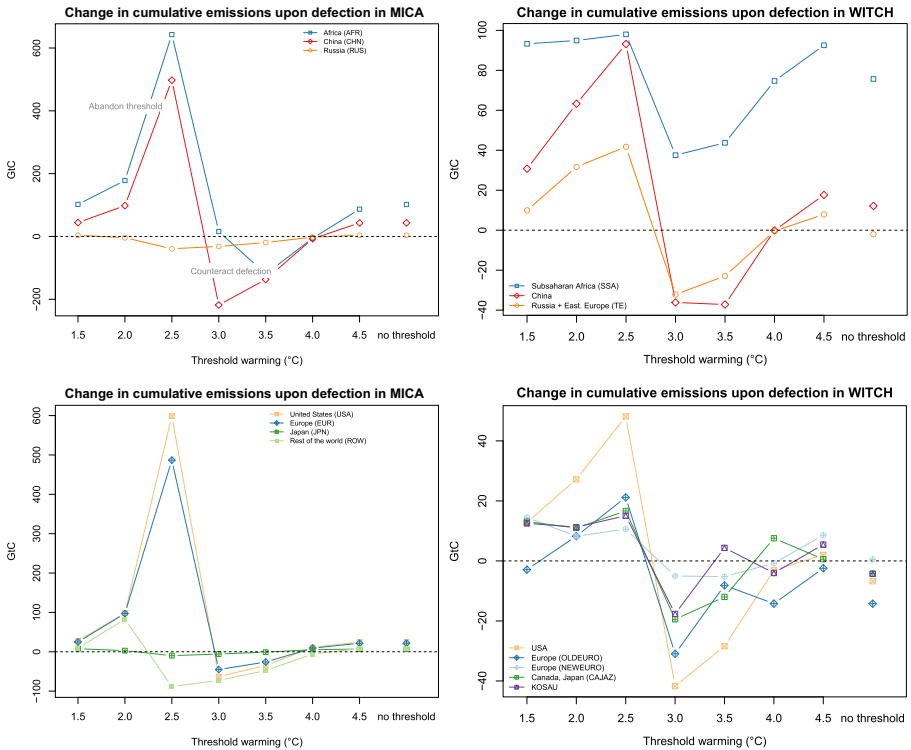 Change in cumulative emissions upon defection in MICA
Africa (AFR)
China (CHN)
Russia (RUS)
Abandon threshold
Counteract defection
GtC
600
400
200
0
−200
1.5 2.0 2.5 3.0 3.5 4.0 4.5 no threshold
Threshold warming (°C)
Change in cumulative emissions upon defection in WITCH
GtC
100
80
60
40
20
0
−20
−40
Subsaharan Africa (SSA)
China
Russia + East. Europe (TE)
1.5 2.0 2.5 3.0 3.5 4.0 4.5 no threshold
Threshold warming (°C)
Change in cumulative emissions upon defection in MICA
United States (USA)
Europe (EUR)
Japan (JPN)
Rest of the world (ROW)
GtC
600
500
400
300
200
100
0
−100
1.5 2.0 2.5 3.0 3.5 4.0 4.5 no threshold
Threshold warming (°C)
Change in cumulative emissions upon defection in WITCH
GtC
40
20
0
−20
−40
USA
Europe (OLDEURO)
Europe (NEWEURO)
Canada, Japan (CAJAZ)
KOSAU
1.5 2.0 2.5 3.0 3.5 4.0 4.5 no threshold
Threshold warming (°C)